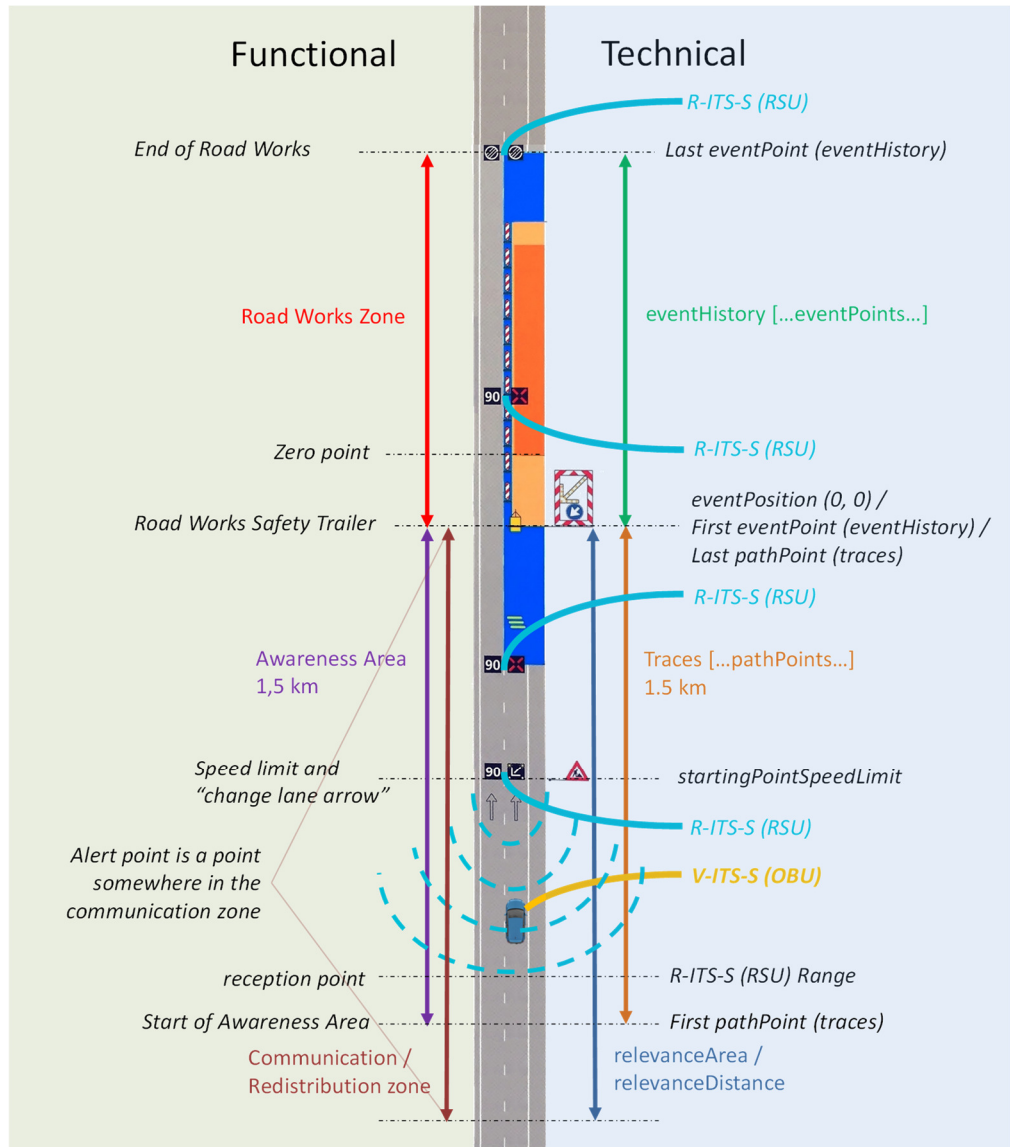 Functional
Technical
R-ITS-S (RSU)
End of Road Works
Last eventPoint (eventHistory)
Road Works Zone
eventHistory […eventPoints…]
90
Zero point
R-ITS-S (RSU)
Road Works Safety Trailer
eventPosition (0, 0) /
First eventPoint (eventHistory) /
Last pathPoint (traces)
R-ITS-S (RSU)
Awareness Area
1,5 km
90
Traces […pathPoints…]
1.5 km
Speed limit and
“change lane arrow”
90
startingPointSpeedLimit
R-ITS-S (RSU)
Alert point is a point
somewhere in the
communication zone
V-ITS-S (OBU)
reception point
R-ITS-S (RSU) Range
Start of Awareness Area
First pathPoint (traces)
Communication /
Redistribution zone
relevanceArea /
relevanceDistance